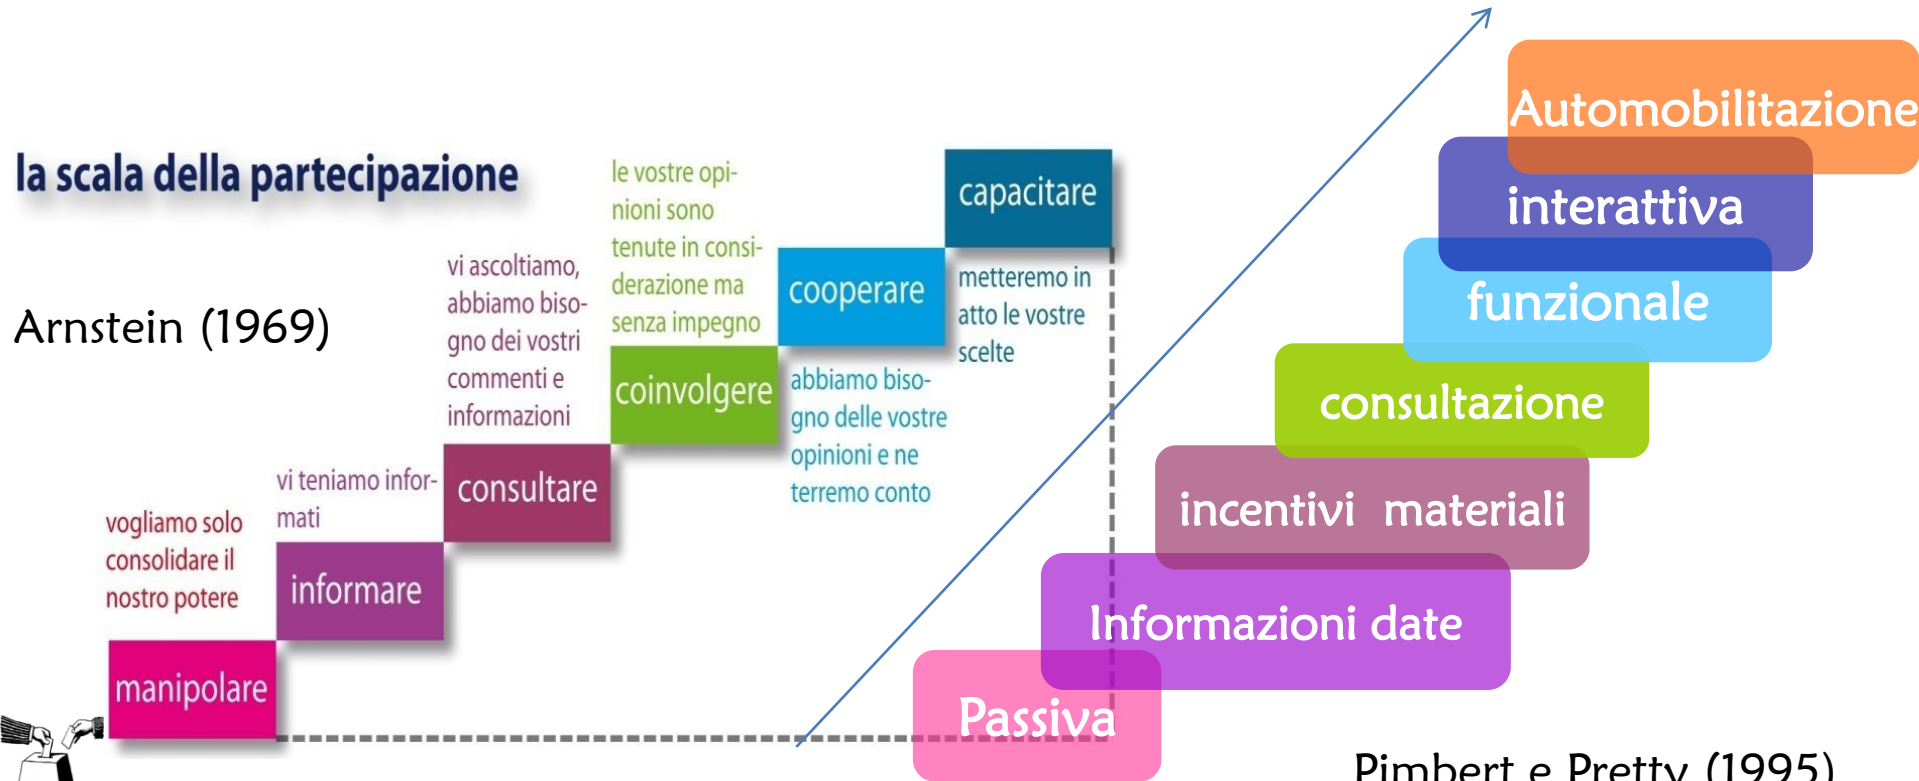 la scala della partecipazione
Arnstein (1969)
manipolare
vogliamo solo
consolidare il
nostro potere
informare
vi teniamo infor-
mati
consultare
vi ascoltiamo,
abbiamo biso-
gno dei vostri
commenti e
informazioni
coinvolgere
le vostre opi-
nioni sono
tenute in consi-
derazione ma
senza impegno
cooperare
abbiamo biso-
gno delle vostre
opinioni e ne
terremo conto
capacitare
metteremo in
atto le vostre
scelte
Automobilitazione
interattiva
funzionale
consultazione
incentivi materiali
Informazioni date
Passiva
Pimbert e Pretty (1995)